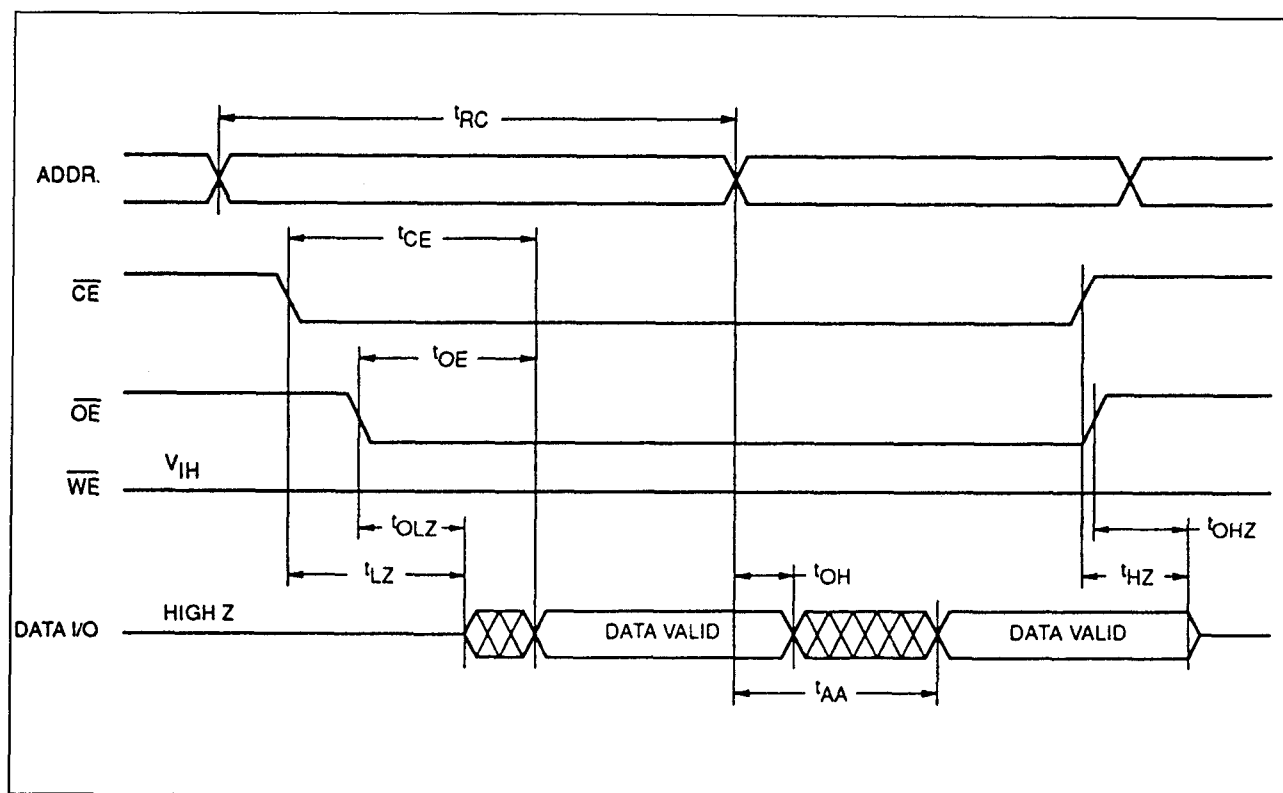 tRC
ADDR.
tCE
CE
tOE
OE
VIH
WE
tOLZ
tOHZ
tLZ
tOH
tHZ
HIGH Z
DATA I/O
DATA VALID
DATA VALID
tAA